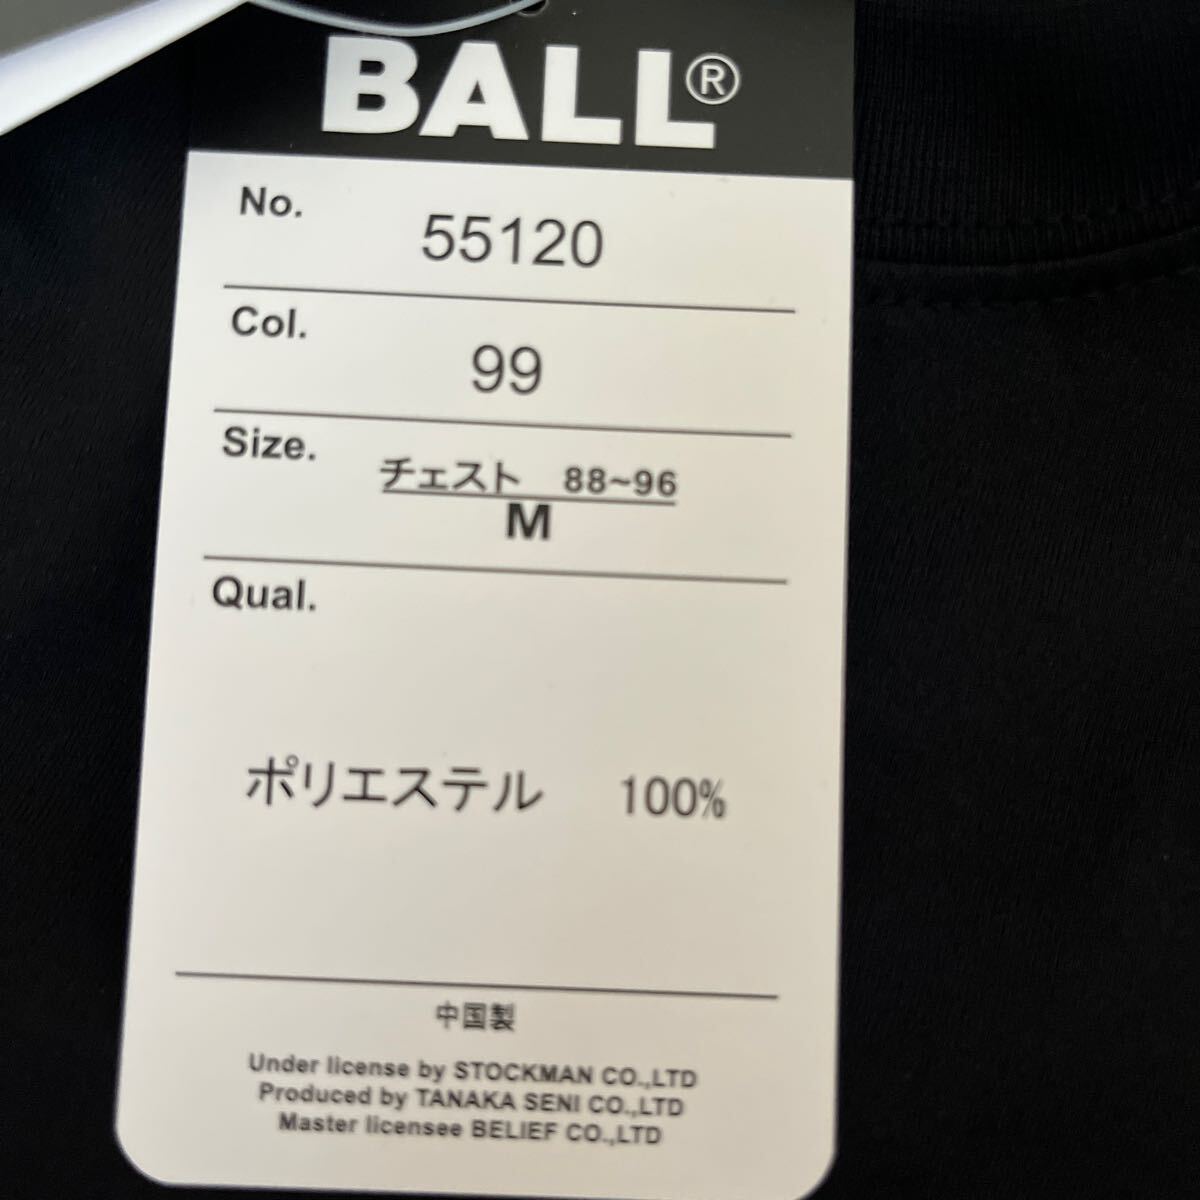 BALL®
No. 55120
Col. 99
Size. チェスト 88~96
M
Qual.
ポリエステル 100%
中国製
Under license by STOCKMAN CO.,LTD
Produced by TANAKA SENI CO.,LTD
Master licensee BELIEF CO.,LTD